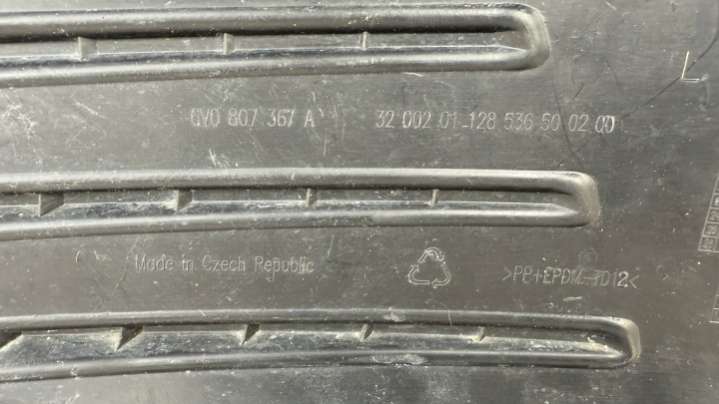 6V0 807 367 A 32 002 01-128 536 50 02 00
L
Made in Czech Republic >PP+EPDM-TD12<